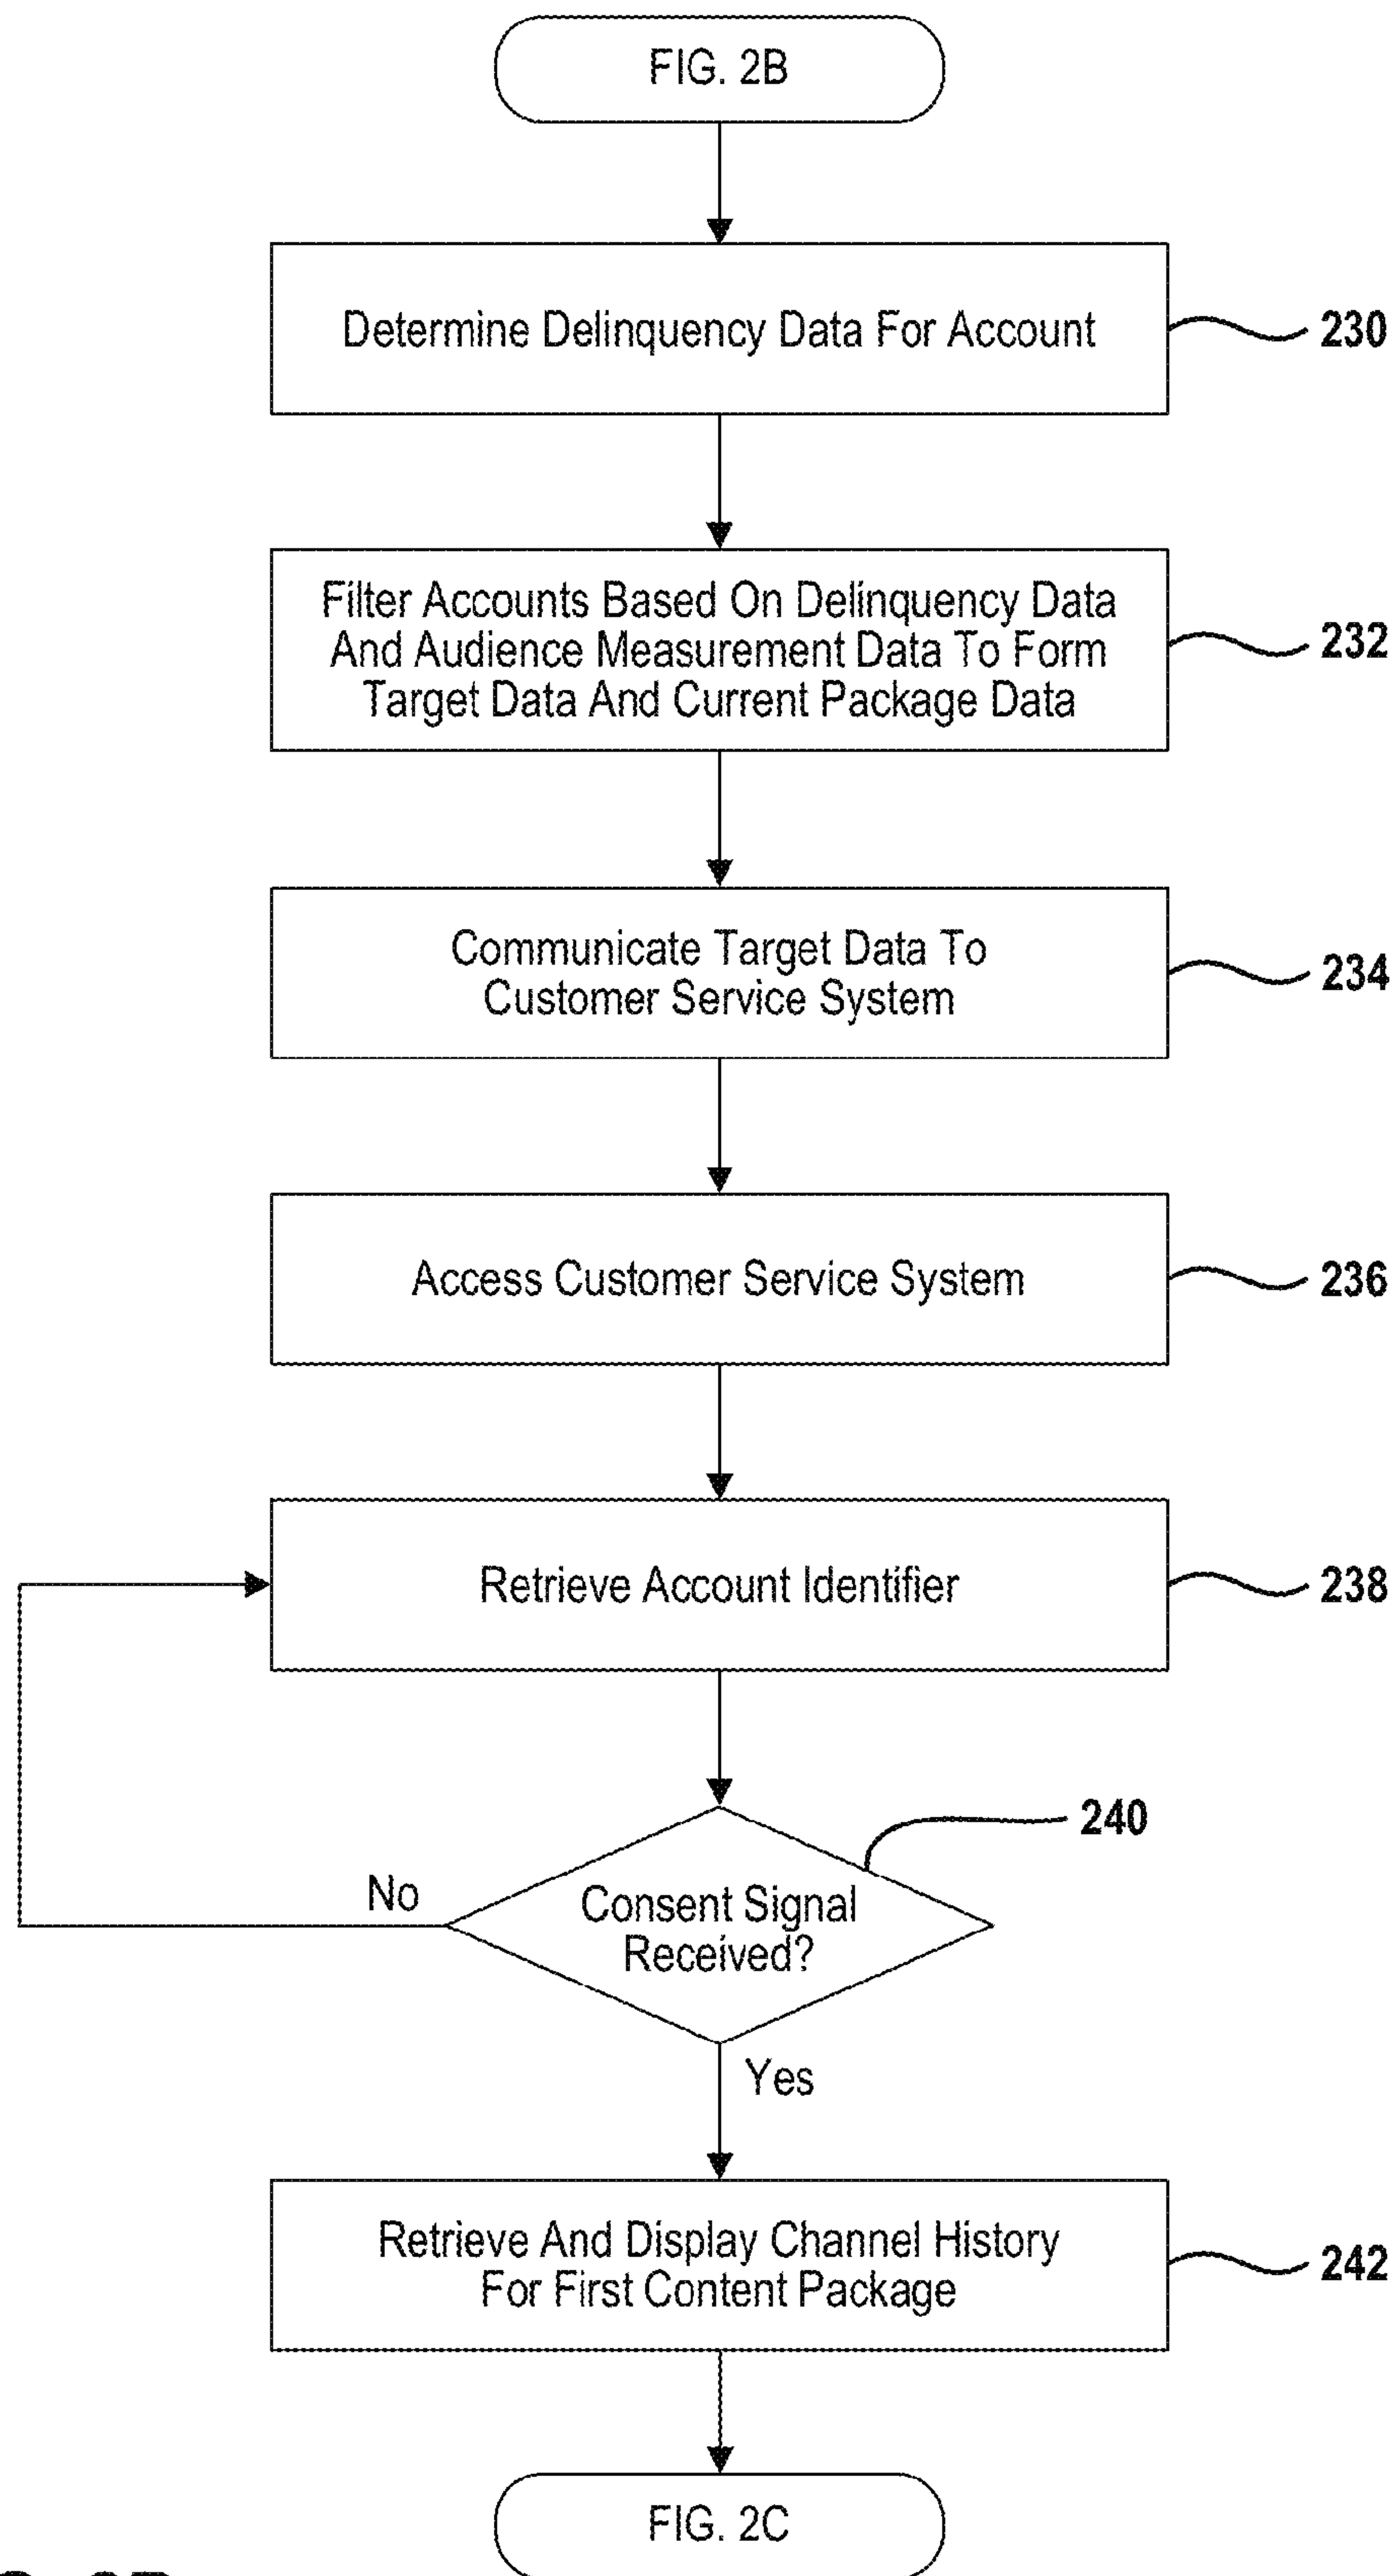 FIG. 2B
Determine Delinquency Data For Account
230
Filter Accounts Based On Delinquency Data
And Audience Measurement Data To Form
Target Data And Current Package Data
232
Communicate Target Data To
Customer Service System
234
Access Customer Service System
236
Retrieve Account Identifier
238
240
No
Consent Signal
Received?
Yes
Retrieve And Display Channel History
For First Content Package
242
FIG. 2C